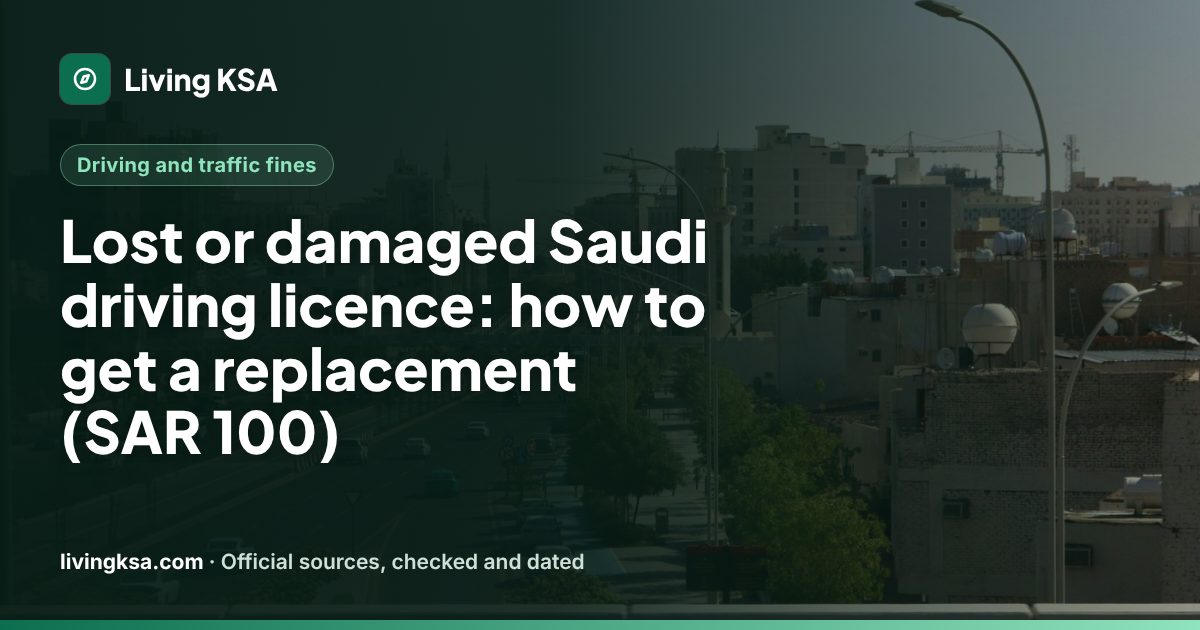 Living KSA
Driving and traffic fines
Lost or damaged Saudi
driving licence: how to
get a replacement
(SAR 100)
livingksa.com · Official sources, checked and dated